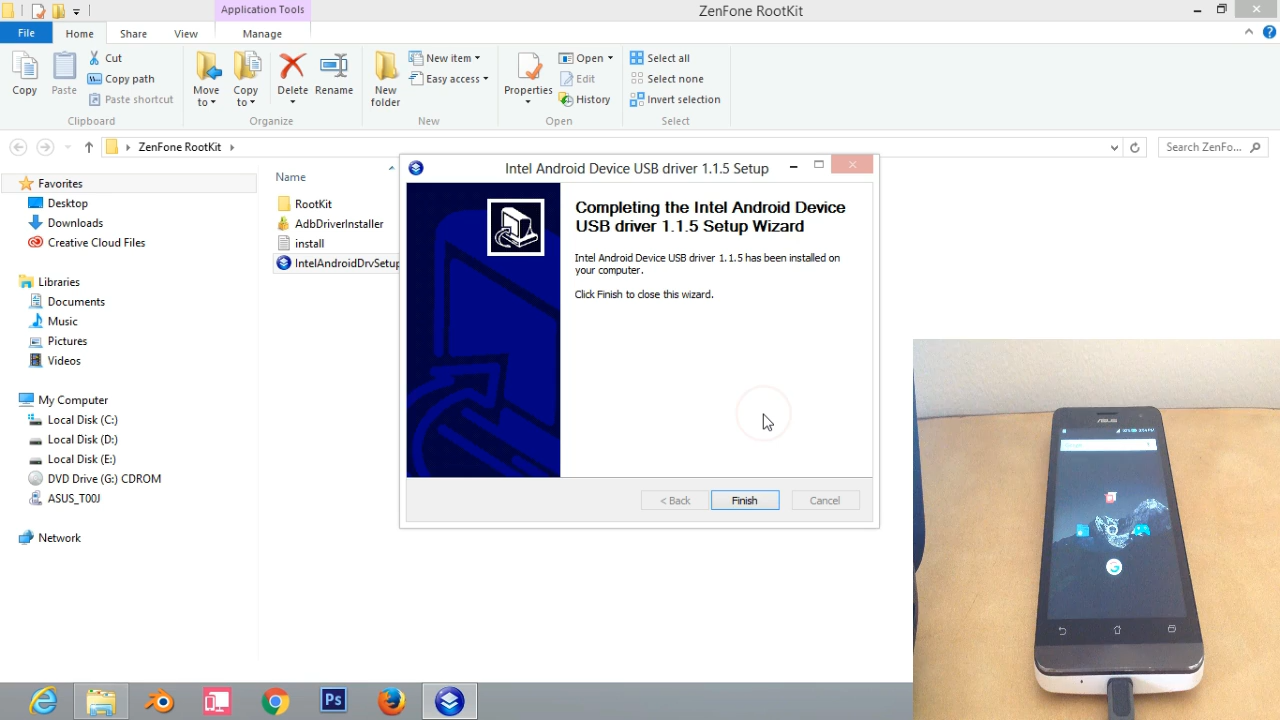 Application Tools
ZenFone RootKit
File
Home
Share
View
Manage
Copy
Paste
Cut
Copy path
Paste shortcut
Clipboard
Move to
Copy to
Delete
Rename
Organize
New folder
New item
Easy access
New
Properties
Open
Edit
History
Open
Select all
Select none
Invert selection
Select
ZenFone RootKit
Search ZenFo...
Favorites
Desktop
Downloads
Creative Cloud Files
Libraries
Documents
Music
Pictures
Videos
My Computer
Local Disk (C:)
Local Disk (D:)
Local Disk (E:)
DVD Drive (G:) CDROM
ASUS_T00J
Network
Name
RootKit
AdbDriverInstaller
install
IntelAndroidDrvSetup
Intel Android Device USB driver 1.1.5 Setup
Completing the Intel Android Device
USB driver 1.1.5 Setup Wizard
Intel Android Device USB driver 1.1.5 has been installed on
your computer.
Click Finish to close this wizard.
< Back
Finish
Cancel
ASUS
Ps